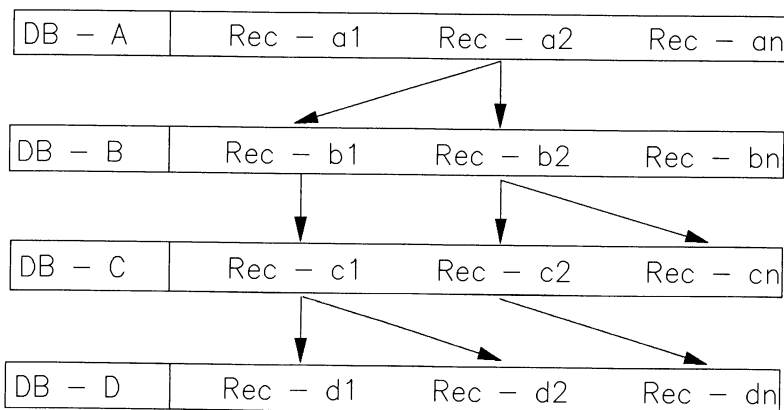 DB - A Rec - a1 Rec - a2 Rec - an
DB - B Rec - b1 Rec - b2 Rec - bn
DB - C Rec - c1 Rec - c2 Rec - cn
DB - D Rec - d1 Rec - d2 Rec - dn